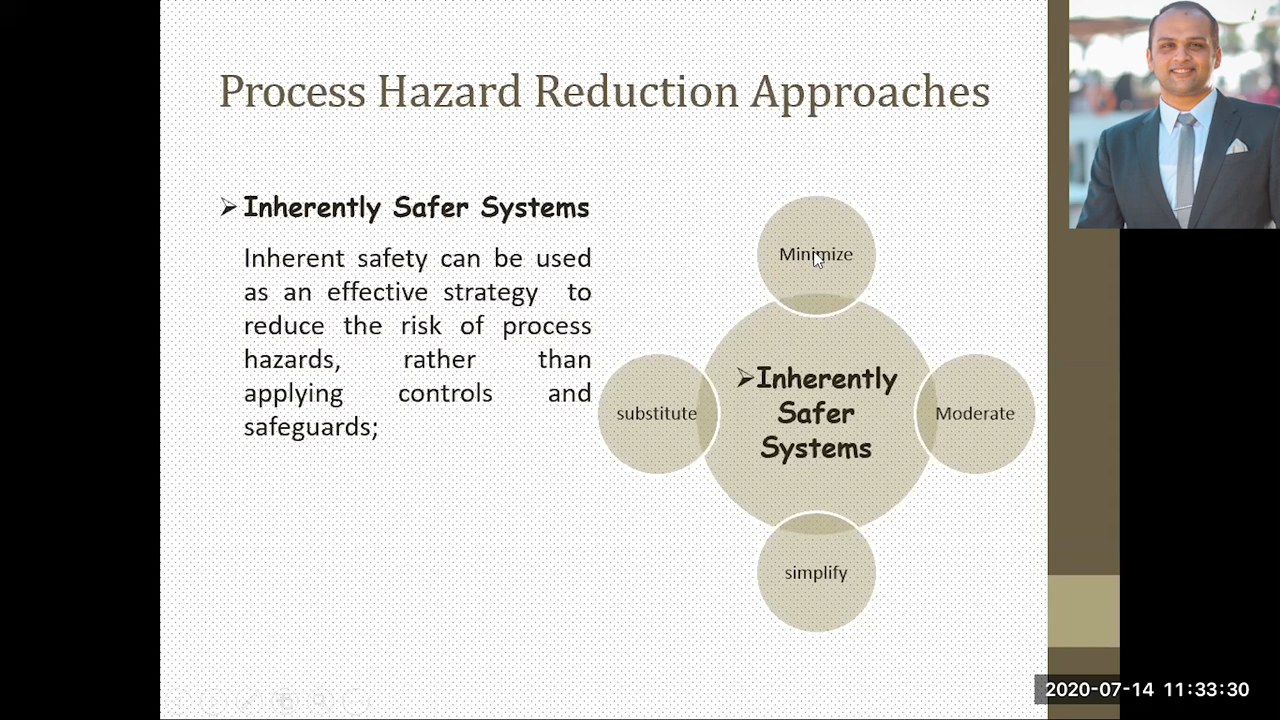 Process Hazard Reduction Approaches
➢Inherently Safer Systems
Inherent safety can be used
as an effective strategy to
reduce the risk of process
hazards, rather than
applying controls and
safeguards;
Minimize
substitute
➢Inherently
Safer
Systems
Moderate
simplify
2020-07-14 11:33:30